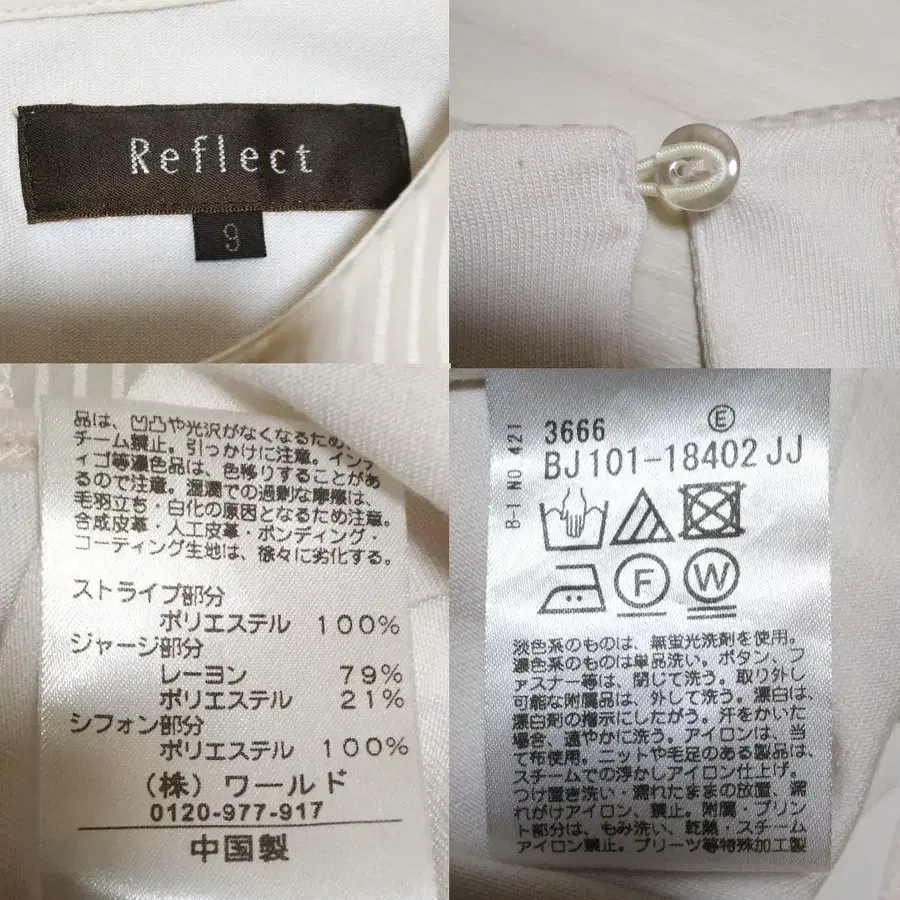 Reflect
9
品は、凹凸や光沢がなくなるため、
チーム禁止。引っかけに注意。インデ
ィゴ等濃色品は、色移りすることがあ
るので注意。湿潤での過剰な摩擦は、
毛羽立ち・白化の原因となるため注意。
合成皮革・人工皮革・ボンディング・
コーティング生地は、徐々に劣化する。
ストライプ部分
ポリエステル 100%
ジャージ部分
レーヨン 79%
ポリエステル 21%
シフォン部分
ポリエステル 100%
(株)ワールド
0120-977-917
中国製
B-I NO 421
3666 Ⓔ
BJ101-18402 JJ
F W
淡色系のものは、無蛍光洗剤を使用。
濃色系のものは単品洗い。ボタン、フ
ァスナー等は、閉じて洗う。取り外し
可能な附属品は、外して洗う。漂白は、
漂白剤の指示にしたがう。汗をかいた
場合、速やかに洗う。アイロンは、当
て布使用。ニットや毛足のある製品は、
スチームでの浮かしアイロン仕上げ。
つけ置き洗い・濡れたままの放置、濡
れがけアイロン、禁止。附属・プリン
ト部分は、もみ洗い、乾熱・スチーム
アイロン禁止。プリーツ等特殊加工製